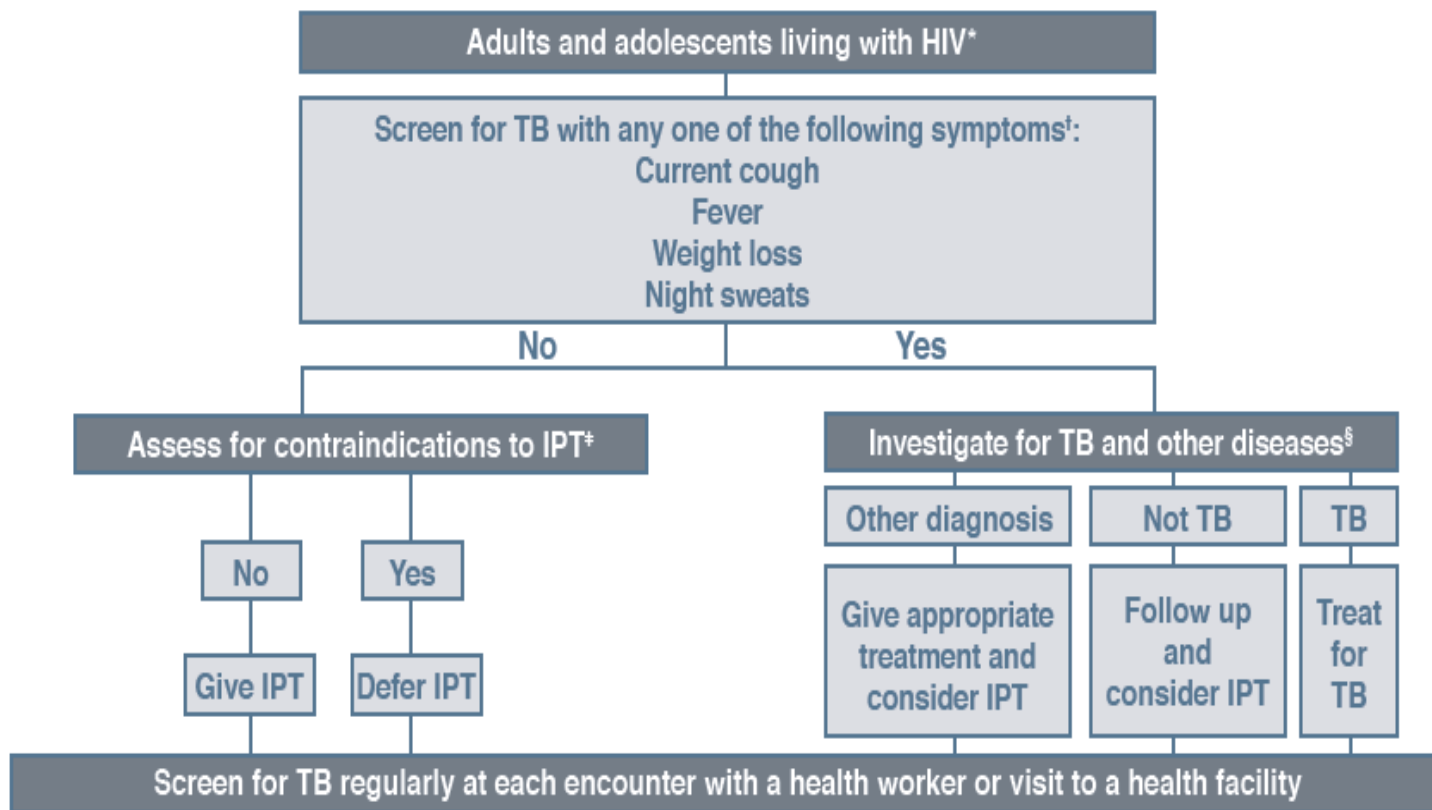 Adults and adolescents living with HIV*
Screen for TB with any one of the following symptoms†:
Current cough
Fever
Weight loss
Night sweats
No
Yes
Assess for contraindications to IPT‡
No
Yes
Give IPT
Defer IPT
Investigate for TB and other diseases§
Other diagnosis
Not TB
TB
Give appropriate
treatment and
consider IPT
Follow up
and
consider IPT
Treat
for
TB
Screen for TB regularly at each encounter with a health worker or visit to a health facility